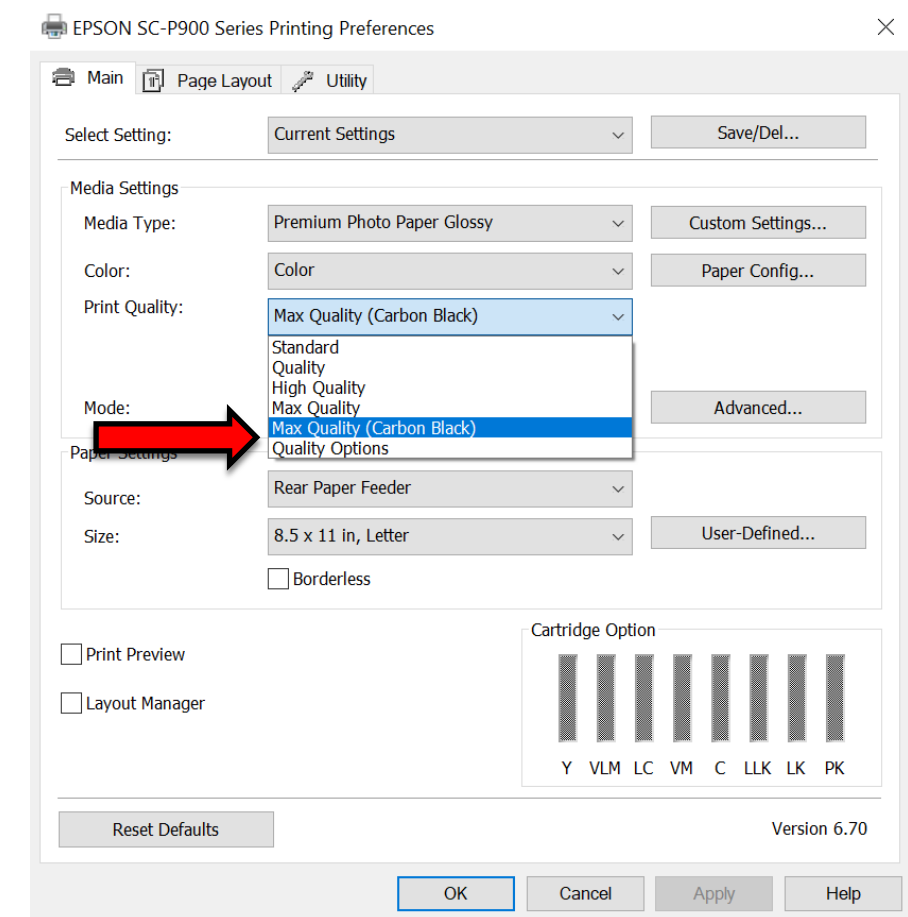 EPSON SC-P900 Series Printing Preferences
Main Page Layout Utility
Select Setting: Current Settings Save/Del...
Media Settings
Media Type: Premium Photo Paper Glossy Custom Settings...
Color: Color Paper Config...
Print Quality: Max Quality (Carbon Black)
Standard
Quality
High Quality
Mode: Max Quality Advanced...
Max Quality (Carbon Black)
Paper Settings Quality Options
Source: Rear Paper Feeder
Size: 8.5 x 11 in, Letter User-Defined...
Borderless
Cartridge Option
Print Preview
Layout Manager
Y VLM LC VM C LLK LK PK
Reset Defaults Version 6.70
OK Cancel Apply Help